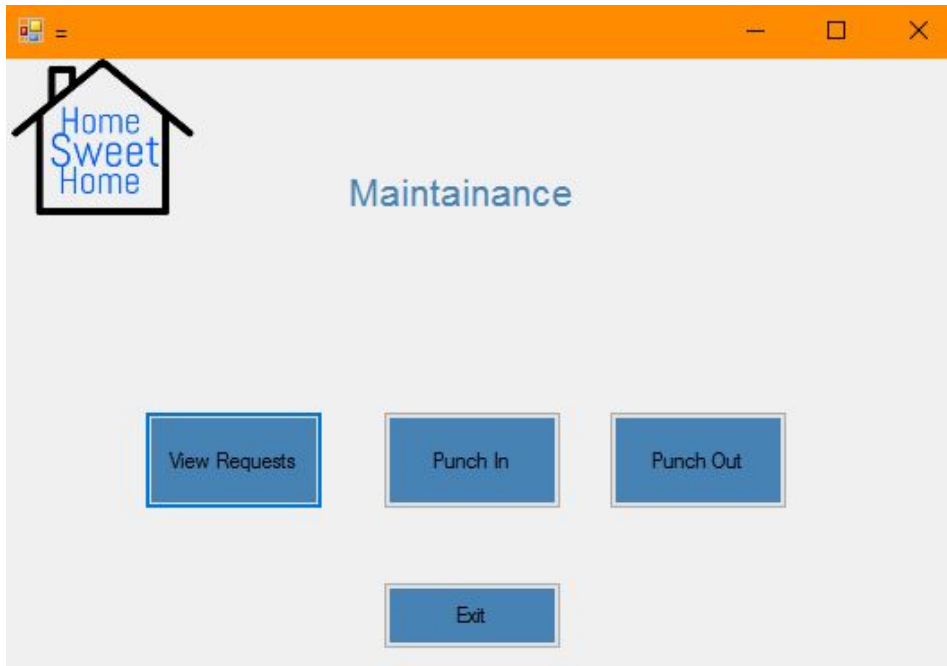 =
Home
Sweet
Home
Maintainance
View Requests
Punch In
Punch Out
Exit